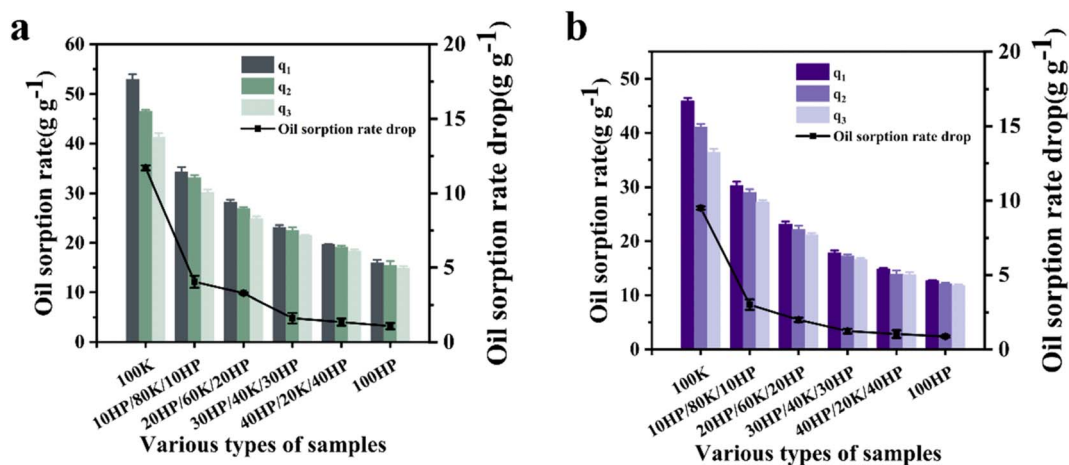 a
Oil sorption rate(g g⁻¹)
60
50
40
30
20
10
0
q₁
q₂
q₃
Oil sorption rate drop
20
15
10
5
0
Oil sorption rate drop(g g⁻¹)
100K
10HP/80K/10HP
20HP/60K/20HP
30HP/40K/30HP
40HP/20K/40HP
100HP
Various types of samples
b
Oil sorption rate(g g⁻¹)
50
40
30
20
10
0
q₁
q₂
q₃
Oil sorption rate drop
20
15
10
5
0
Oil sorption rate drop(g g⁻¹)
100K
10HP/80K/10HP
20HP/60K/20HP
30HP/40K/30HP
40HP/20K/40HP
100HP
Various types of samples